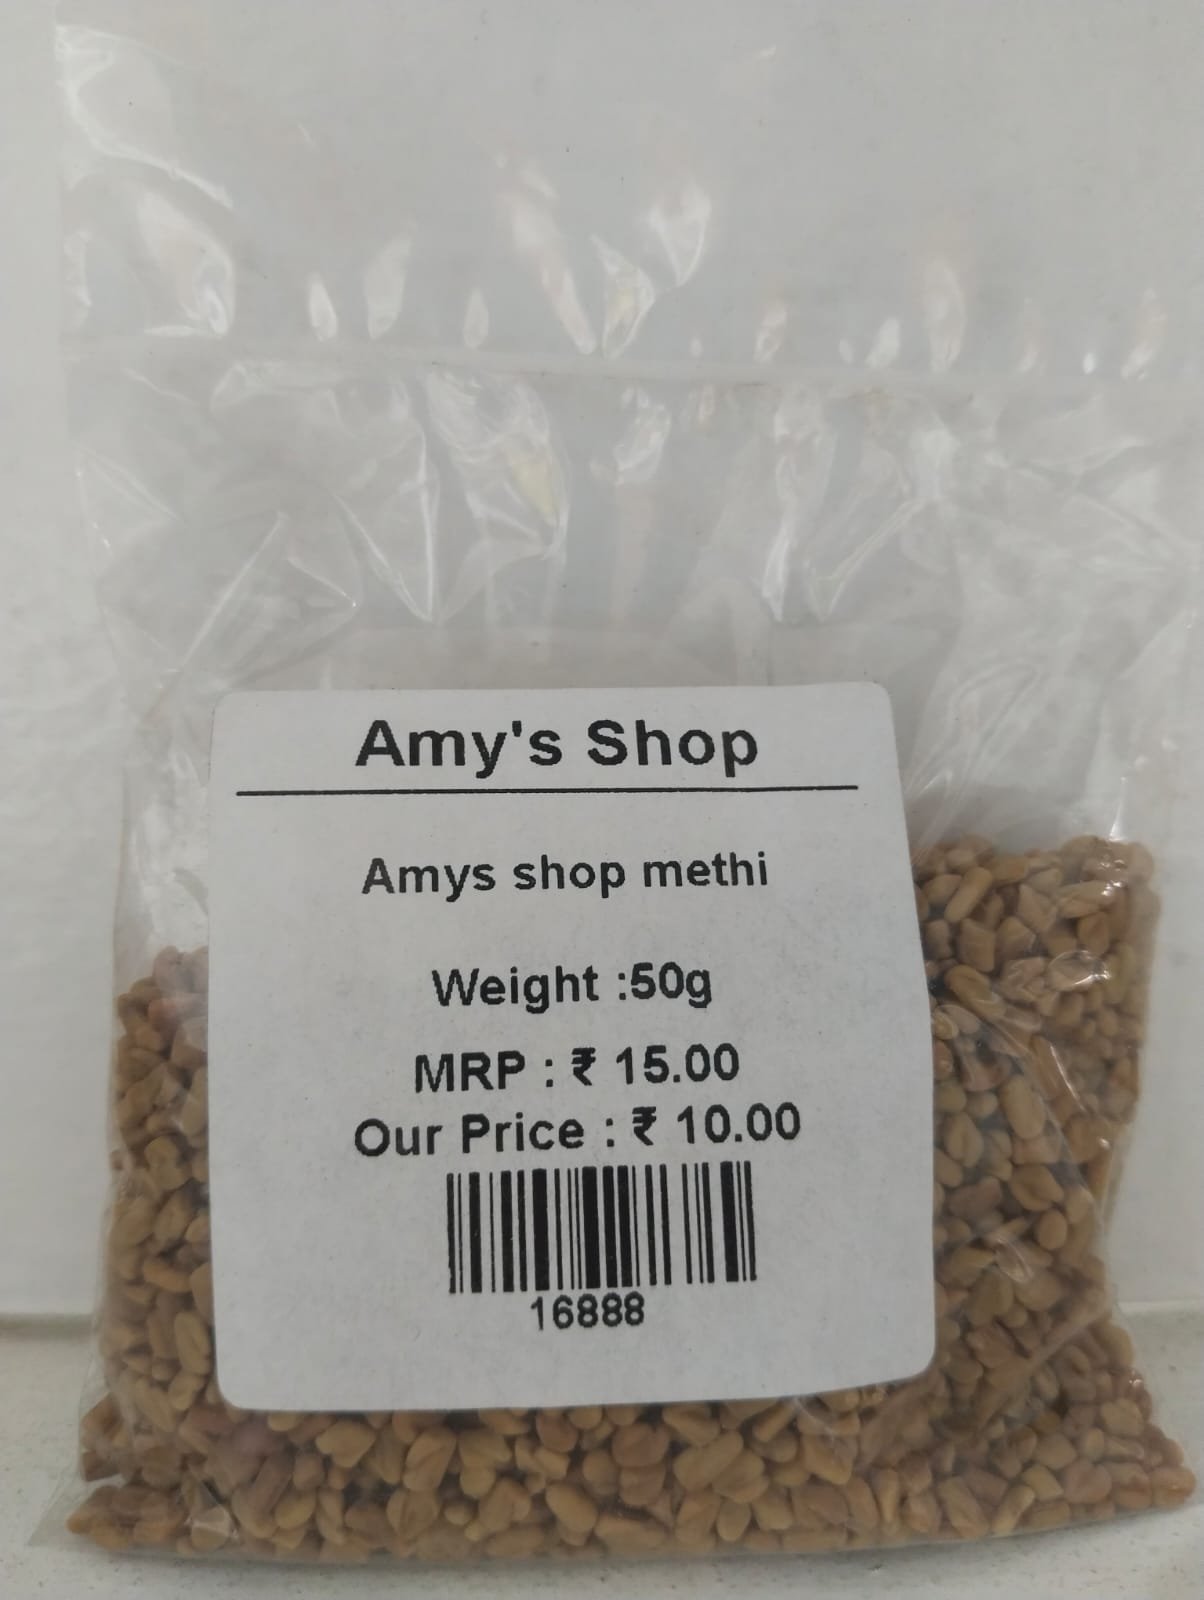 Amy's Shop
Amys shop methi
Weight :50g
MRP : ₹ 15.00
Our Price : ₹ 10.00
16888